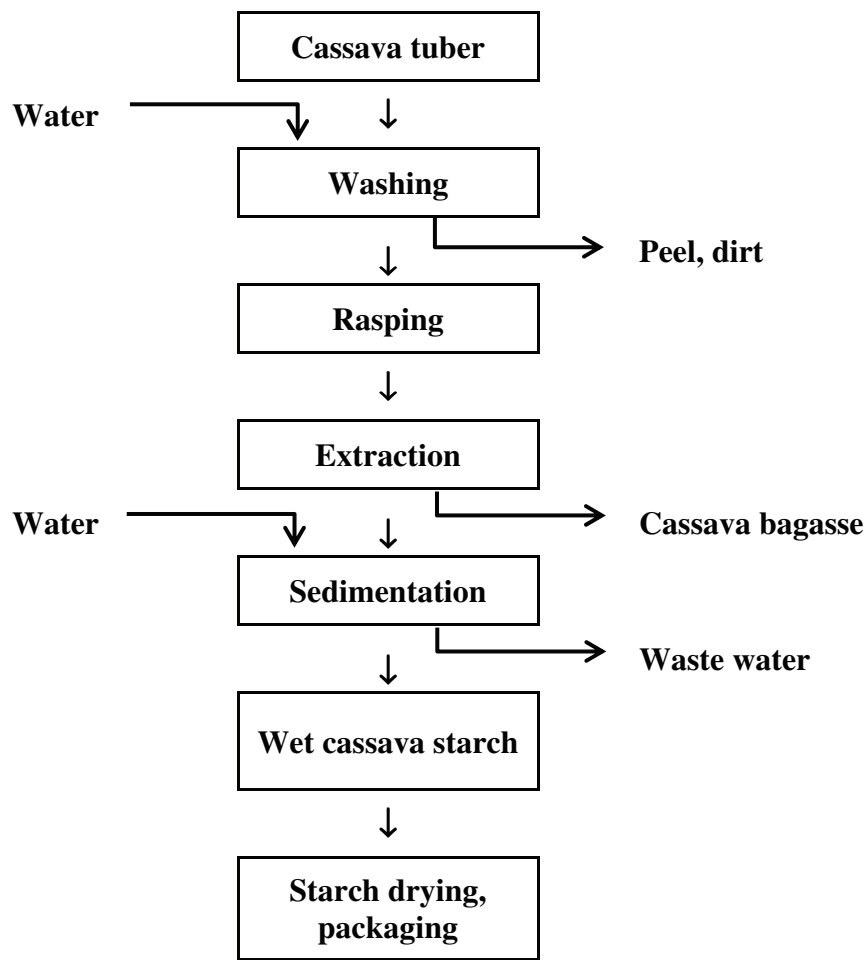 Cassava tuber
Water
Washing
Peel, dirt
Rasping
Extraction
Water
Cassava bagasse
Sedimentation
Waste water
Wet cassava starch
Starch drying,
packaging